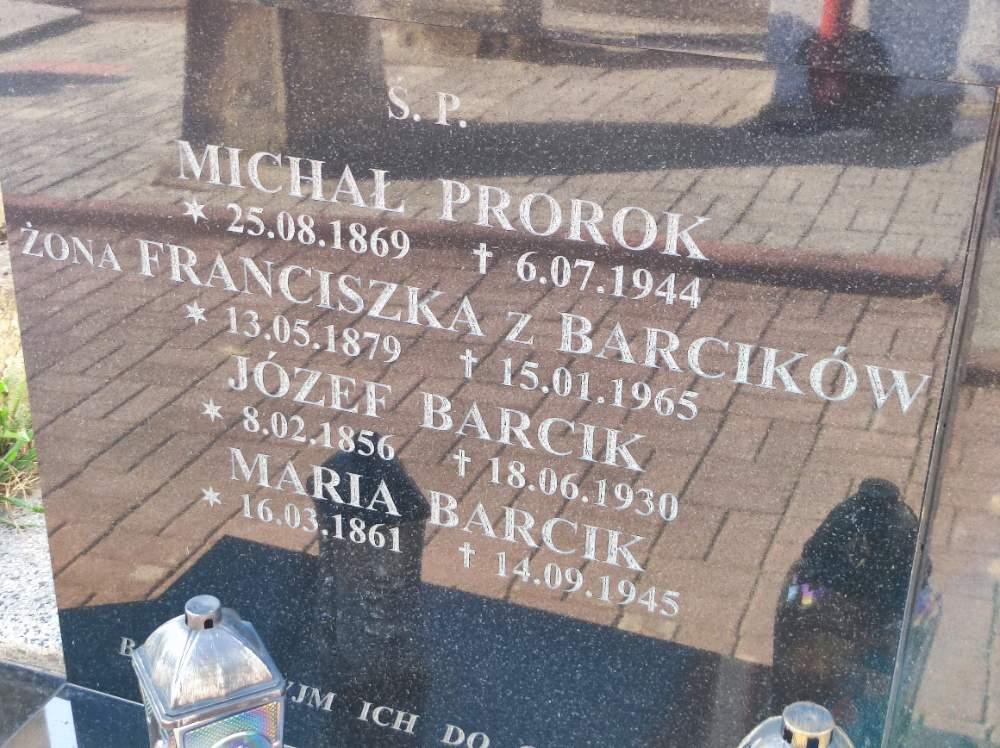 Ś. P.
MICHAŁ PROROK
* 25.08.1869 † 6.07.1944
ŻONA FRANCISZKA Z BARCIKÓW
* 13.05.1879 † 15.01.1965
JÓZEF BARCIK
* 8.02.1856 † 18.06.1930
MARIA BARCIK
* 16.03.1861 † 14.09.1945
ICH DO